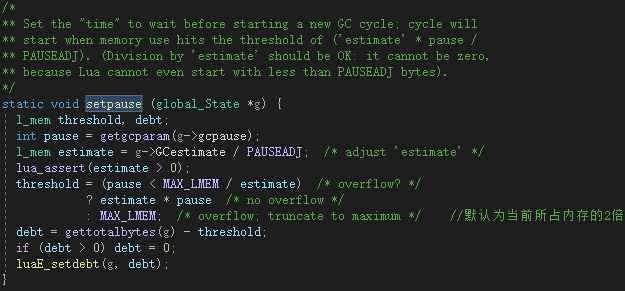 /*
** Set the "time" to wait before starting a new GC cycle; cycle will
** start when memory use hits the threshold of ('estimate' * pause /
** PAUSEADJ). (Division by 'estimate' should be OK: it cannot be zero,
** because Lua cannot even start with less than PAUSEADJ bytes).
*/
static void setpause (global_State *g) {
  l_mem threshold, debt;
  int pause = getgcparam(g->gcpause);
  l_mem estimate = g->GCestimate / PAUSEADJ;  /* adjust 'estimate' */
  lua_assert(estimate > 0);
  threshold = (pause < MAX_LMEM / estimate)  /* overflow? */
            ? estimate * pause  /* no overflow */
            : MAX_LMEM;  /* overflow; truncate to maximum */    //默认为当前所占内存的2倍
  debt = gettotalbytes(g) - threshold;
  if (debt > 0) debt = 0;
  luaE_setdebt(g, debt);
}